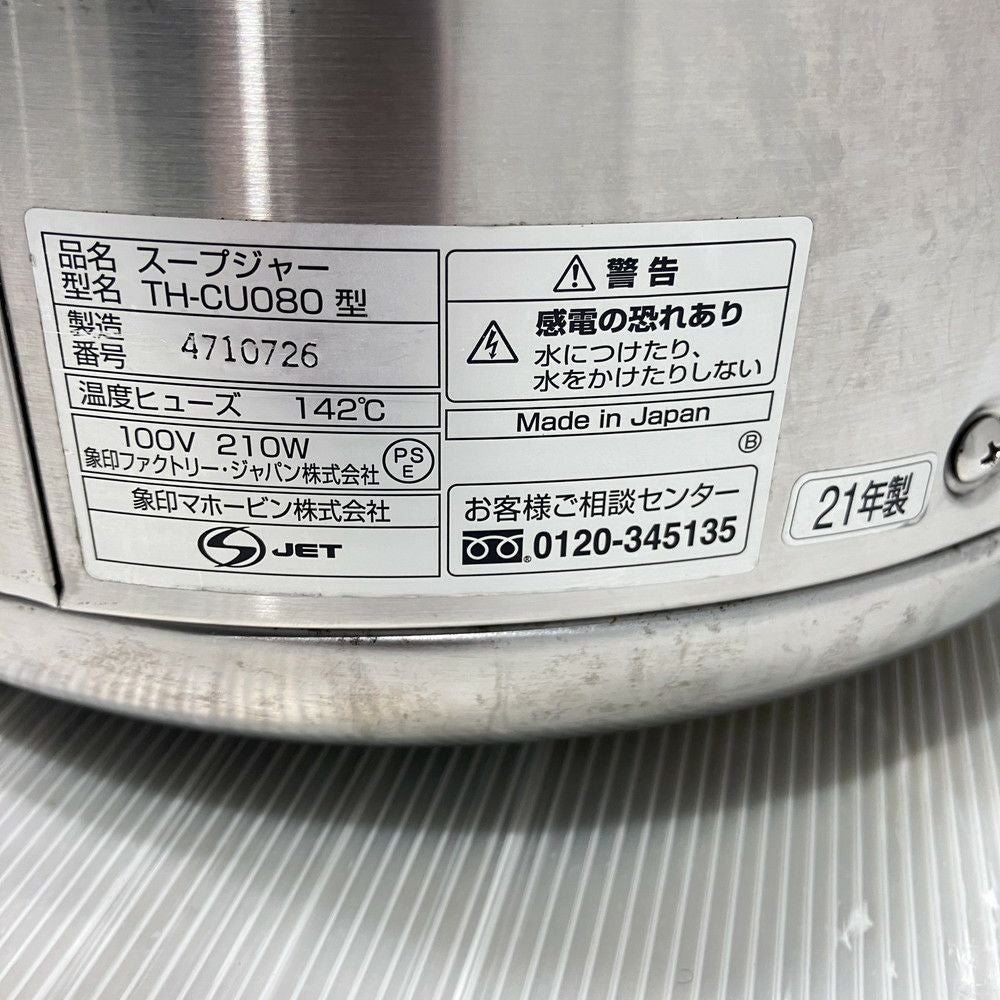 品名 スープジャー
型名 TH-CU080 型
製造
番号 4710726
温度ヒューズ 142℃
100V 210W
象印ファクトリー・ジャパン株式会社
PS
E
象印マホービン株式会社
S JET
警告
感電の恐れあり
水につけたり、
水をかけたりしない
Made in Japan
B
お客様ご相談センター
®0120-345135
21年製